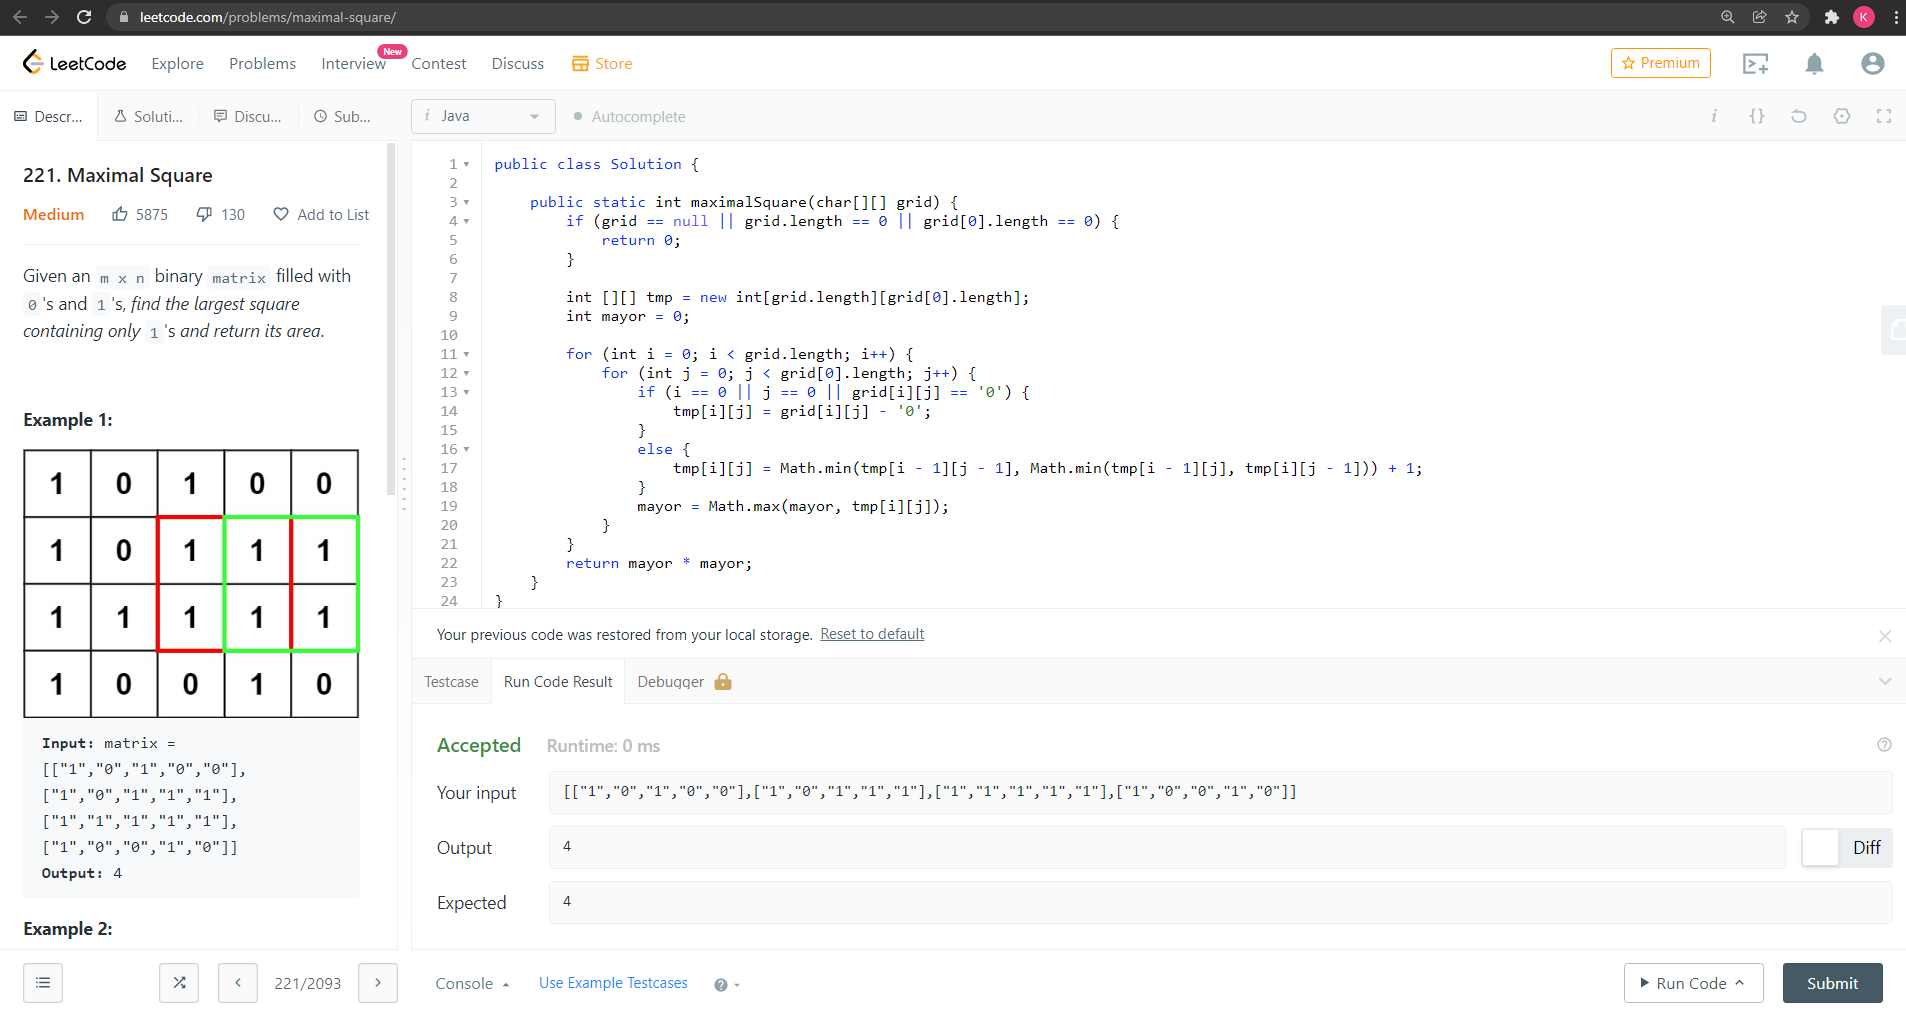 leetcode.com/problems/maximal-square/
K
LeetCode
Explore
Problems
Interview
New
Contest
Discuss
Store
Premium
Descr...
Soluti...
Discu...
Sub...
i Java
Autocomplete
i
{}
221. Maximal Square
Medium
5875
130
Add to List
Given an m x n binary matrix filled with
0 's and 1 's, find the largest square
containing only 1 's and return its area.
Example 1:
1 0 1 0 0
1 0 1 1 1
1 1 1 1 1
1 0 0 1 0
Input: matrix =
[["1","0","1","0","0"],
["1","0","1","1","1"],
["1","1","1","1","1"],
["1","0","0","1","0"]]
Output: 4
Example 2:
221/2093
1 public class Solution {
2
3 public static int maximalSquare(char[][] grid) {
4 if (grid == null || grid.length == 0 || grid[0].length == 0) {
5 return 0;
6 }
7
8 int [][] tmp = new int[grid.length][grid[0].length];
9 int mayor = 0;
10
11 for (int i = 0; i < grid.length; i++) {
12 for (int j = 0; j < grid[0].length; j++) {
13 if (i == 0 || j == 0 || grid[i][j] == '0') {
14 tmp[i][j] = grid[i][j] - '0';
15 }
16 else {
17 tmp[i][j] = Math.min(tmp[i - 1][j - 1], Math.min(tmp[i - 1][j], tmp[i][j - 1])) + 1;
18 }
19 mayor = Math.max(mayor, tmp[i][j]);
20 }
21 }
22 return mayor * mayor;
23 }
24 }
Your previous code was restored from your local storage. Reset to default
Testcase
Run Code Result
Debugger
Accepted
Runtime: 0 ms
Your input
[["1","0","1","0","0"],["1","0","1","1","1"],["1","1","1","1","1"],["1","0","0","1","0"]]
Output
4
Diff
Expected
4
Console
Use Example Testcases
Run Code
Submit